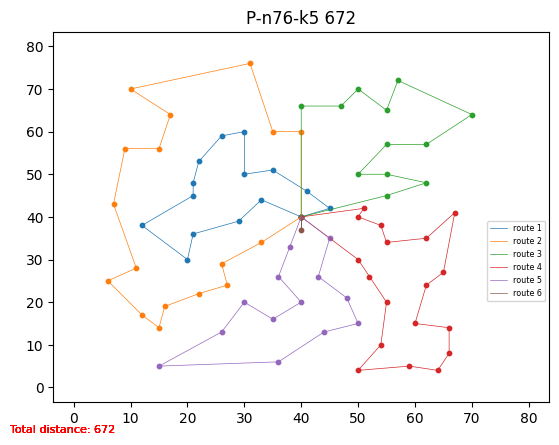 P-n76-k5 672
80
70
60
50
40
30
20
10
0
0 10 20 30 40 50 60 70 80
route 1
route 2
route 3
route 4
route 5
route 6
Total distance: 672